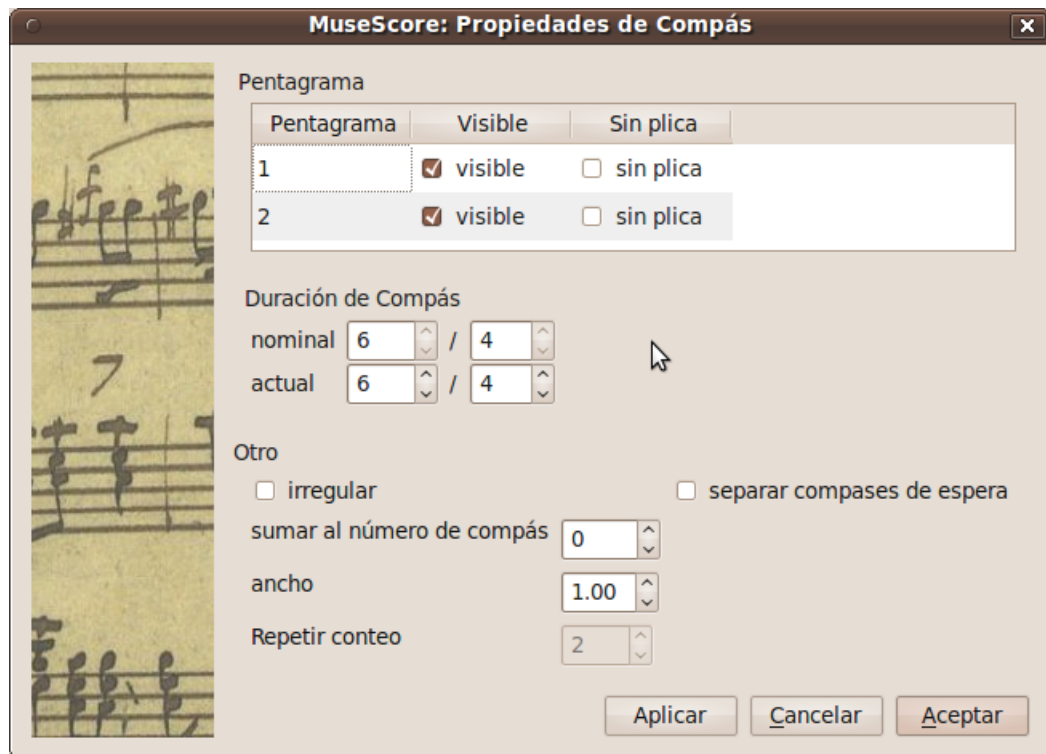 MuseScore: Propiedades de Compás
Pentagrama
Pentagrama Visible Sin plica
1 visible sin plica
2 visible sin plica
Duración de Compás
nominal 6 / 4
actual 6 / 4
Otro
irregular separar compases de espera
sumar al número de compás 0
ancho 1.00
Repetir conteo 2
Aplicar Cancelar Aceptar